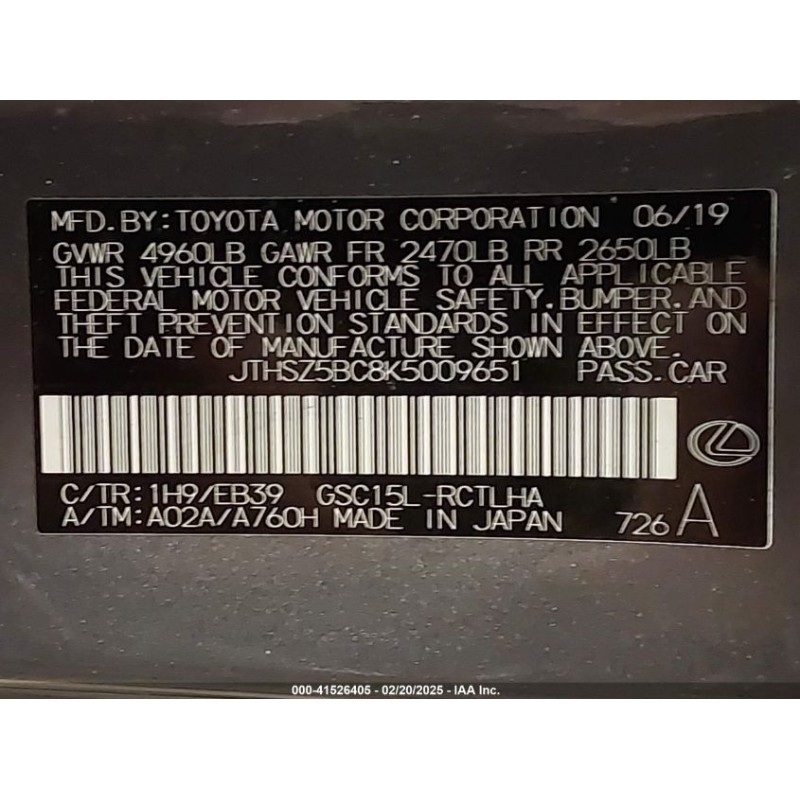 MFD.BY:TOYOTA MOTOR CORPORATION 06/19
GVWR 4960LB GAWR FR 2470LB RR 2650LB
THIS VEHICLE CONFORMS TO ALL APPLICABLE
FEDERAL MOTOR VEHICLE SAFETY.BUMPER.AND
THEFT PREVENTION STANDARDS IN EFFECT ON
THE DATE OF MANUFACTURE SHOWN ABOVE.
JTHSZ5BC8K5009651 PASS.CAR
C/TR:1H9/EB39 GSC15L-RCTLHA
A/TM:A02A/A760H MADE IN JAPAN 726 A
000-41526405 - 02/20/2025 - IAA Inc.